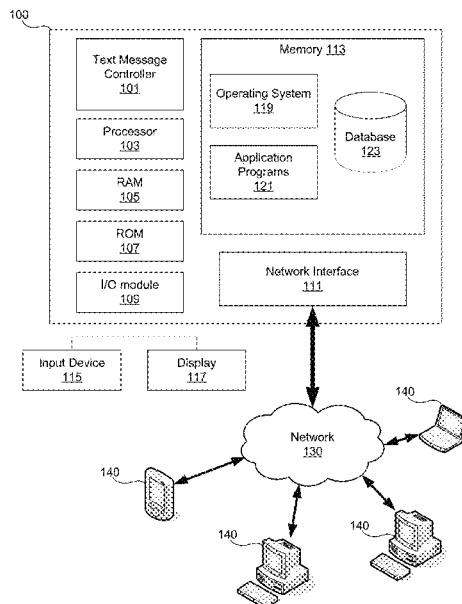 100
Text Message
Controller
101
Processor
103
RAM
105
ROM
107
I/O module
109
Memory 113
Operating System
119
Application
Programs
121
Database
123
Network Interface
111
Input Device
115
Display
117
Network
130
140
140
140
140